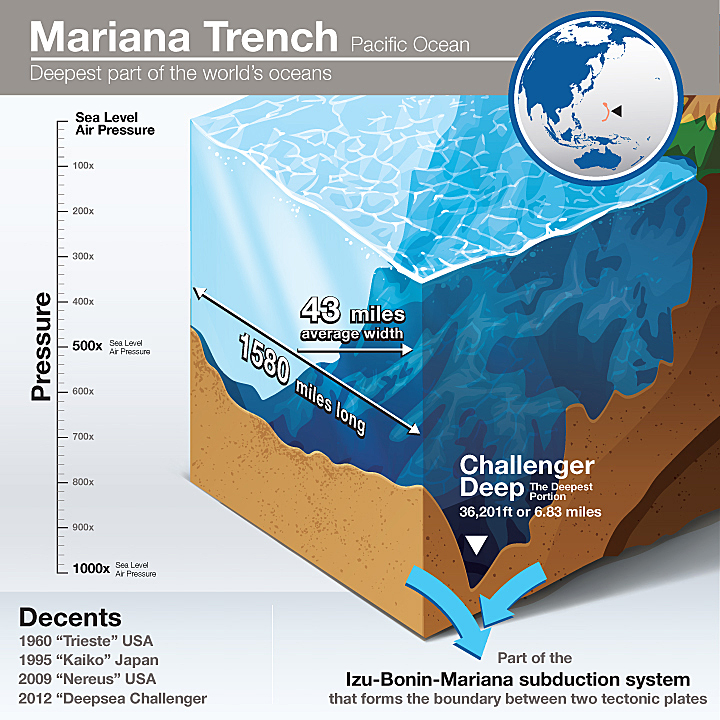 Mariana Trench Pacific Ocean
Deepest part of the world's oceans
Sea Level
Air Pressure
100x
200x
300x
400x
500x Sea Level
Air Pressure
600x
700x
800x
900x
1000x Sea Level
Air Pressure
Pressure
43 miles
average width
1580 miles long
Challenger
Deep The Deepest
Portion
36,201ft or 6.83 miles
Decents
1960 “Trieste” USA
1995 “Kaiko” Japan
2009 “Nereus” USA
2012 “Deepsea Challenger
Part of the
Izu-Bonin-Mariana subduction system
that forms the boundary between two tectonic plates